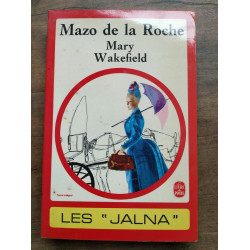 Mazo de la Roche
Mary
Wakefield
LES "JALNA"